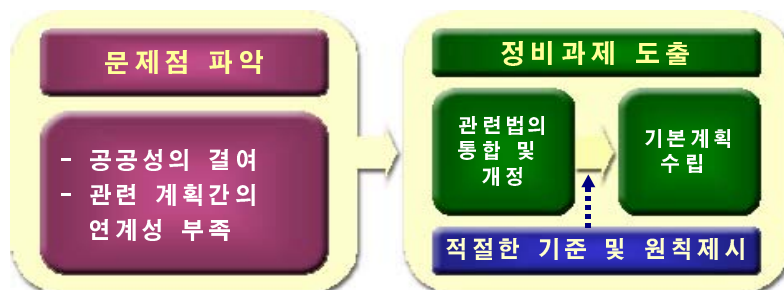 문제점 파악
- 공공성의 결여
- 관련 계획간의
연계성 부족
정비과제 도출
관련법의
통합 및
개정
기본계획
수립
적절한 기준 및 원칙제시